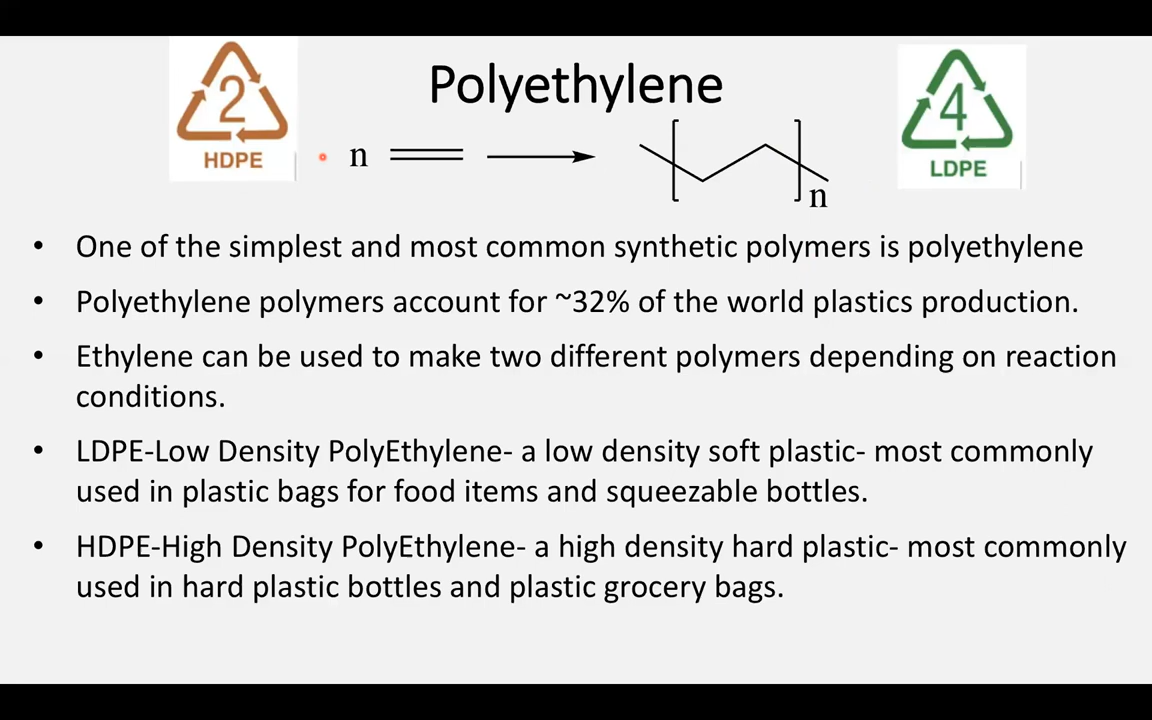 2
HDPE
Polyethylene
4
LDPE
n
n
• One of the simplest and most common synthetic polymers is polyethylene
• Polyethylene polymers account for ~32% of the world plastics production.
• Ethylene can be used to make two different polymers depending on reaction
conditions.
• LDPE-Low Density PolyEthylene- a low density soft plastic- most commonly
used in plastic bags for food items and squeezable bottles.
• HDPE-High Density PolyEthylene- a high density hard plastic- most commonly
used in hard plastic bottles and plastic grocery bags.